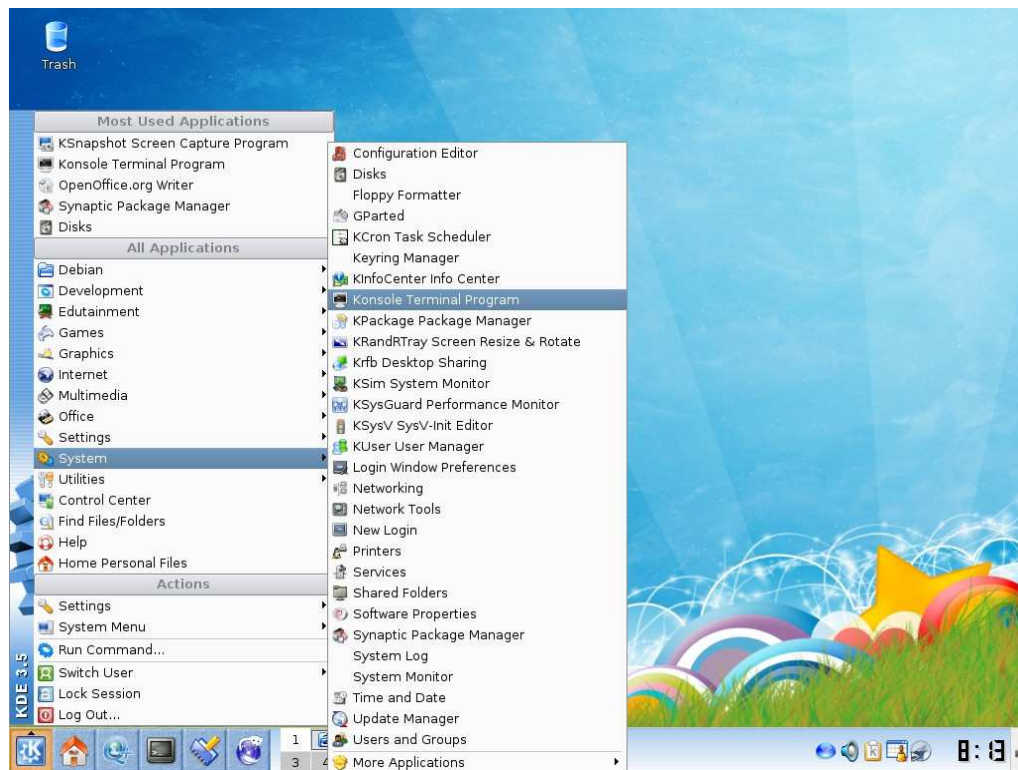 Trash
Most Used Applications
KSnapshot Screen Capture Program
Konsole Terminal Program
OpenOffice.org Writer
Synaptic Package Manager
Disks
All Applications
Debian
Development
Edutainment
Games
Graphics
Internet
Multimedia
Office
Settings
System
Utilities
Control Center
Find Files/Folders
Help
Home Personal Files
Actions
Settings
System Menu
Run Command...
Switch User
Lock Session
Log Out...
KDE 3.5
Configuration Editor
Disks
Floppy Formatter
GParted
KCron Task Scheduler
Keyring Manager
KInfoCenter Info Center
Konsole Terminal Program
KPackage Package Manager
KRandRTray Screen Resize & Rotate
Krfb Desktop Sharing
KSim System Monitor
KSysGuard Performance Monitor
KSysV SysV-Init Editor
KUser User Manager
Login Window Preferences
Networking
Network Tools
New Login
Printers
Services
Shared Folders
Software Properties
Synaptic Package Manager
System Log
System Monitor
Time and Date
Update Manager
Users and Groups
More Applications
1
3
8:13